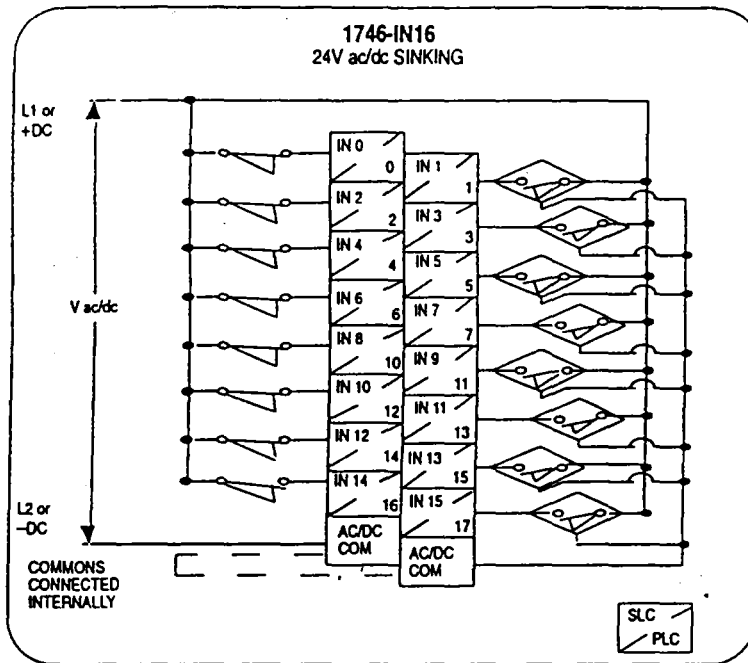 1746-IN16
24V ac/dc SINKING
L1 or
+DC
IN 0
0
IN 1
1
IN 2
2
IN 3
3
IN 4
4
IN 5
5
V ac/dc
IN 6
6
IN 7
7
IN 8
10
IN 9
11
IN 10
12
IN 11
13
IN 12
14
IN 13
15
IN 14
16
IN 15
17
L2 or
–DC
AC/DC
COM
AC/DC
COM
COMMONS
CONNECTED
INTERNALLY
SLC
PLC